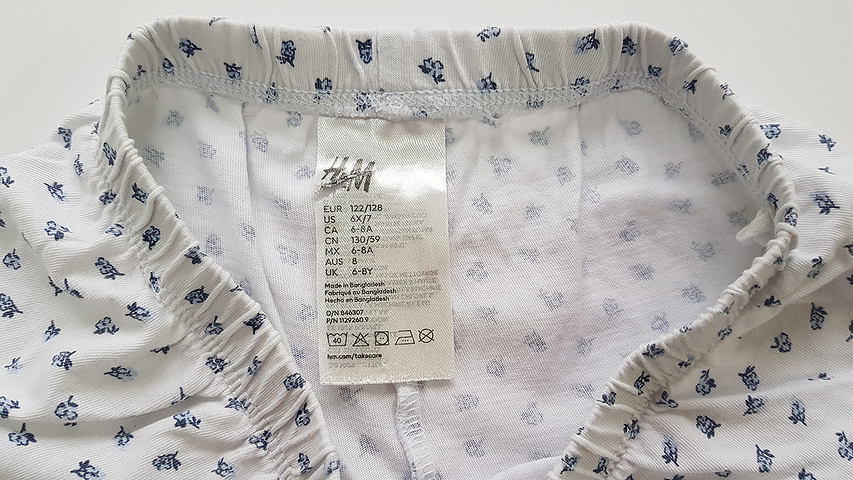 H&M
EUR 122/128
US 6X/7
CA 6-8A
CN 130/59
MX 6-8A
AUS 8
UK 6-8Y
Made in Bangladesh
Fabriqué au Bangladesh
Hecho en Bangladesh
O/N 846307
P/N 1129260.9
40
hm.com/takecare